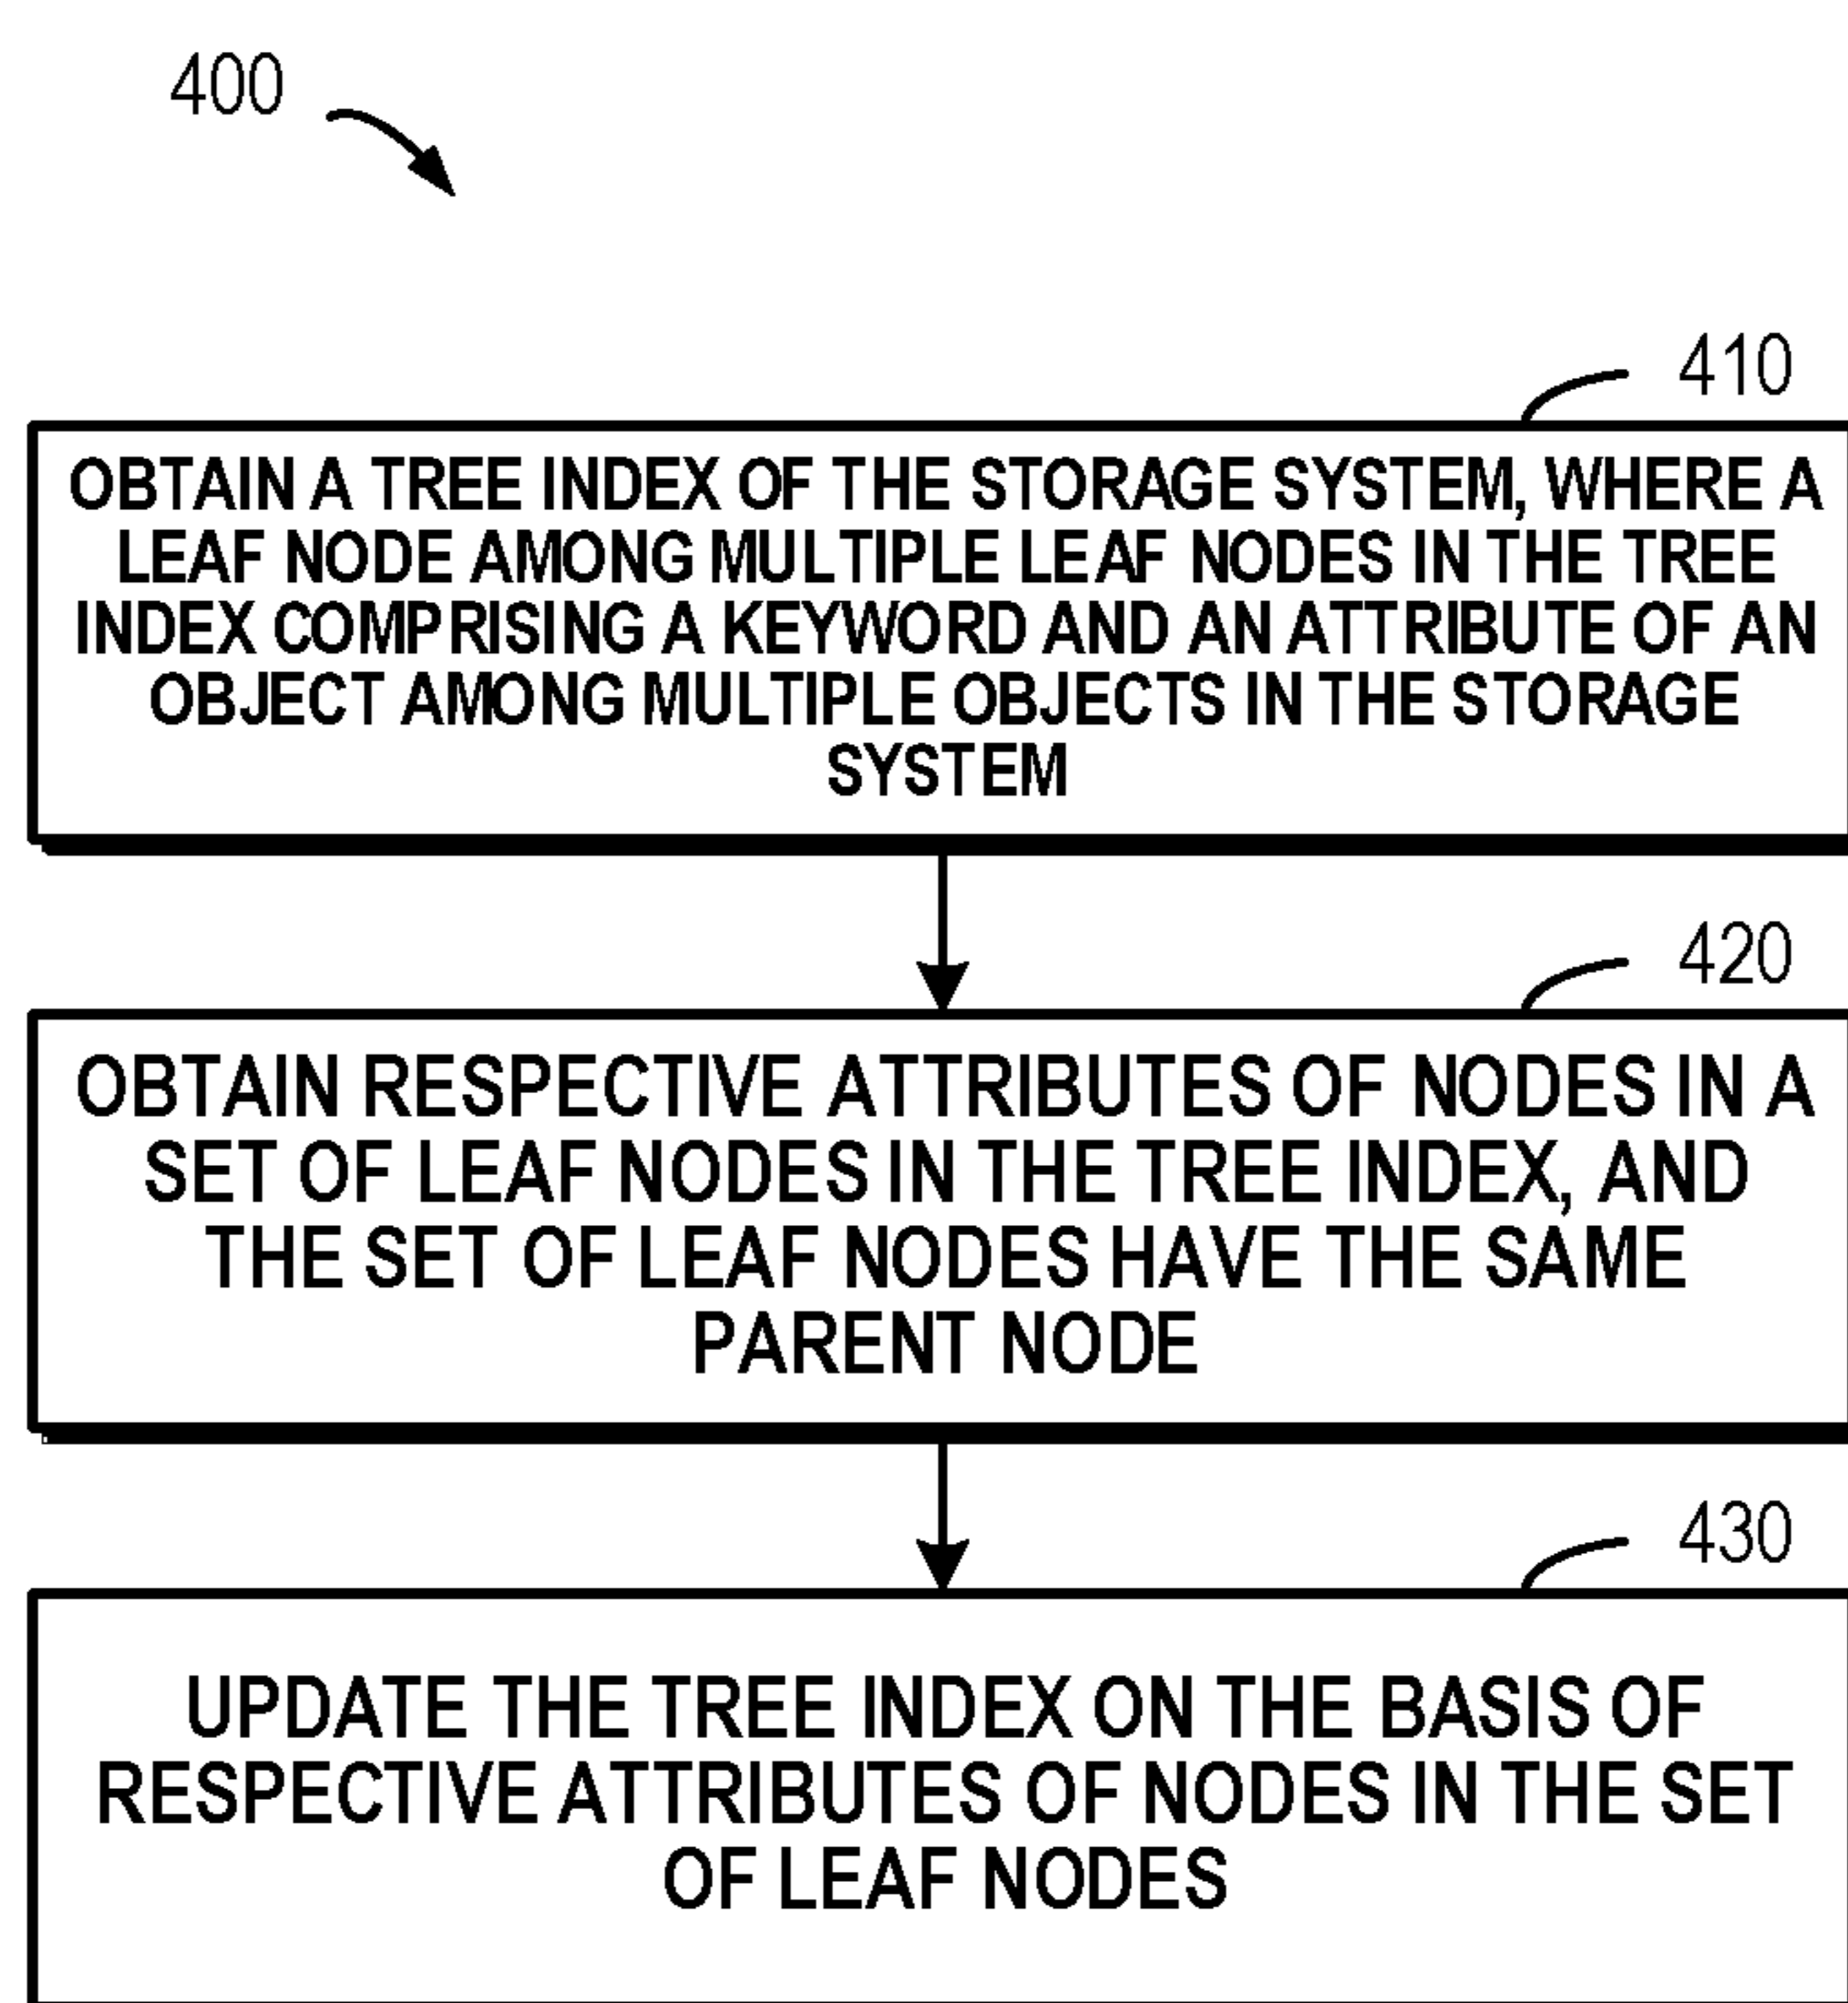 400
410
OBTAIN A TREE INDEX OF THE STORAGE SYSTEM, WHERE A
LEAF NODE AMONG MULTIPLE LEAF NODES IN THE TREE
INDEX COMPRISING A KEYWORD AND AN ATTRIBUTE OF AN
OBJECT AMONG MULTIPLE OBJECTS IN THE STORAGE
SYSTEM
420
OBTAIN RESPECTIVE ATTRIBUTES OF NODES IN A
SET OF LEAF NODES IN THE TREE INDEX, AND
THE SET OF LEAF NODES HAVE THE SAME
PARENT NODE
430
UPDATE THE TREE INDEX ON THE BASIS OF
RESPECTIVE ATTRIBUTES OF NODES IN THE SET
OF LEAF NODES